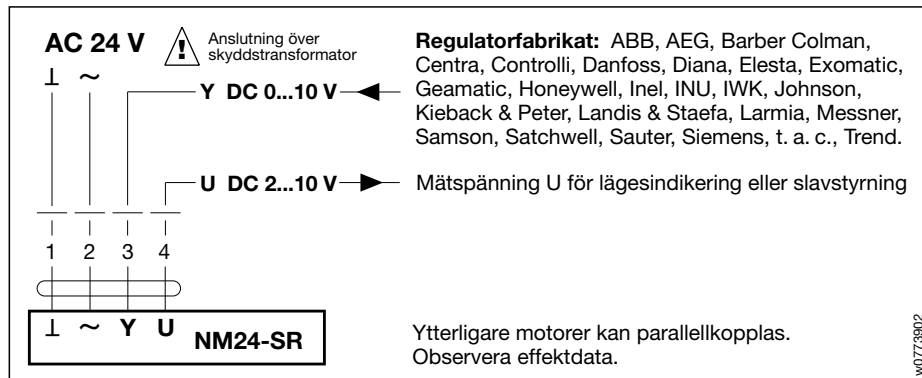 AC 24 V
Anslutning över
skyddstransformator
⊥ ~
Y DC 0...10 V
U DC 2...10 V
Regulatorfabrikat: ABB, AEG, Barber Colman,
Centra, Controlli, Danfoss, Diana, Elesta, Exomatic,
Geamatic, Honeywell, Inel, INU, IWK, Johnson,
Kieback & Peter, Landis & Staefa, Larmia, Messner,
Samson, Satchwell, Sauter, Siemens, t. a. c., Trend.
Mätspänning U för lägesindikering eller slavstyrning
1 2 3 4
⊥ ~ Y U
NM24-SR
Ytterligare motorer kan parallellkopplas.
Observera effektdata.
w0773902